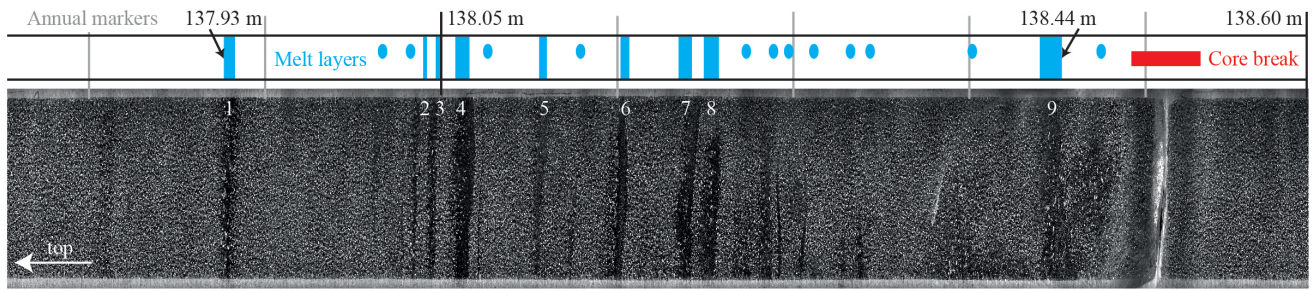 Annual markers 137.93 m 138.05 m 138.44 m 138.60 m
Melt layers Core break
1 2 3 4 5 6 7 8 9
top